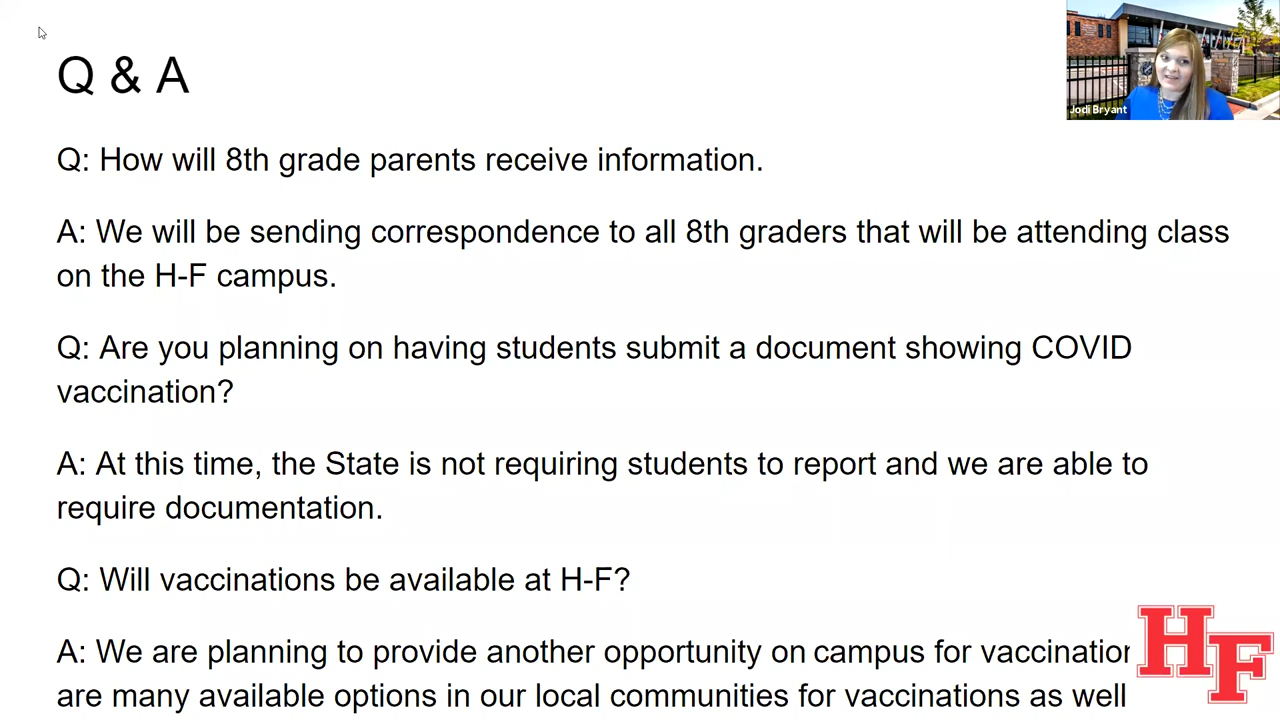 Q & A
Jodi Bryant
Q: How will 8th grade parents receive information.
A: We will be sending correspondence to all 8th graders that will be attending class
on the H-F campus.
Q: Are you planning on having students submit a document showing COVID
vaccination?
A: At this time, the State is not requiring students to report and we are able to
require documentation.
Q: Will vaccinations be available at H-F?
A: We are planning to provide another opportunity on campus for
are many available options in our local communities for vaccinations as well
HF